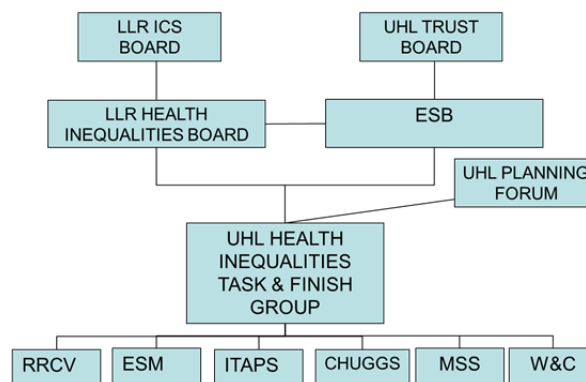 LLR ICS
BOARD
UHL TRUST
BOARD
LLR HEALTH
INEQUALITIES BOARD
ESB
UHL PLANNING
FORUM
UHL HEALTH
INEQUALITIES
TASK & FINISH
GROUP
RRCV
ESM
ITAPS
CHUGGS
MSS
W&C